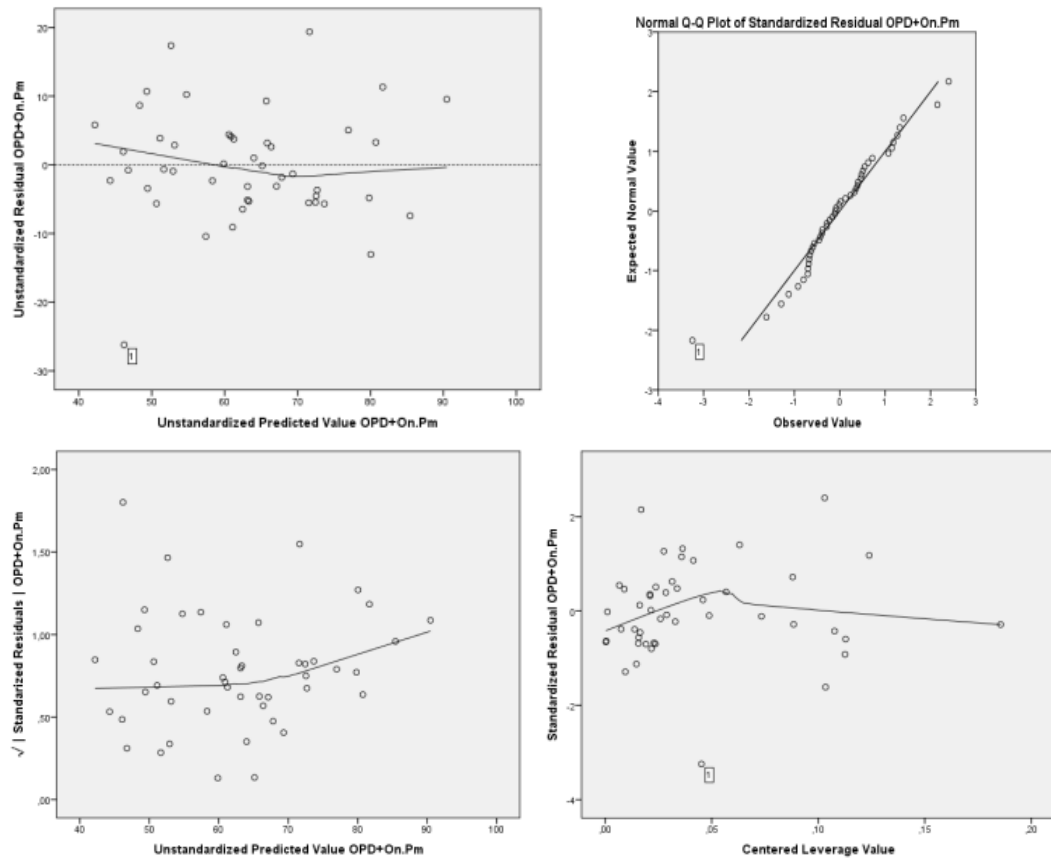 20
10
0
-10
-20
-30
Unstandardized Residual OPD+On.Pm
1
40 50 60 70 80 90 100
Unstandardized Predicted Value OPD+On.Pm
Normal Q-Q Plot of Standardized Residual OPD+On.Pm
3
2
1
0
-1
-2
-3
Expected Normal Value
1
-4 -3 -2 -1 0 1 2 3
Observed Value
2,00
1,50
1,00
,50
,00
√ | Standarized Residuals | OPD+On.Pm
40 50 60 70 80 90 100
Unstandardized Predicted Value OPD+On.Pm
2
0
-2
-4
Standardized Residual OPD+On.Pm
1
,00 ,05 ,10 ,15 ,20
Centered Leverage Value